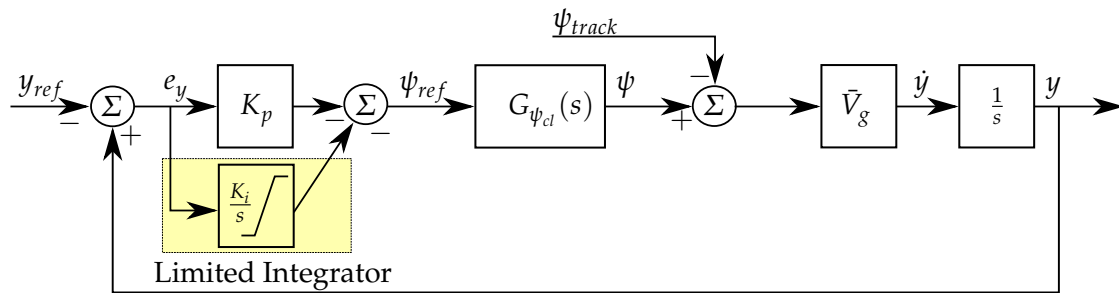 ψ_track
y_ref
e_y
ψ_ref
ψ
ẏ
y
Σ
K_p
Σ
G_ψcl(s)
Σ
V̄_g
1/s
−
+
−
−
+
−
K_i/s
Limited Integrator